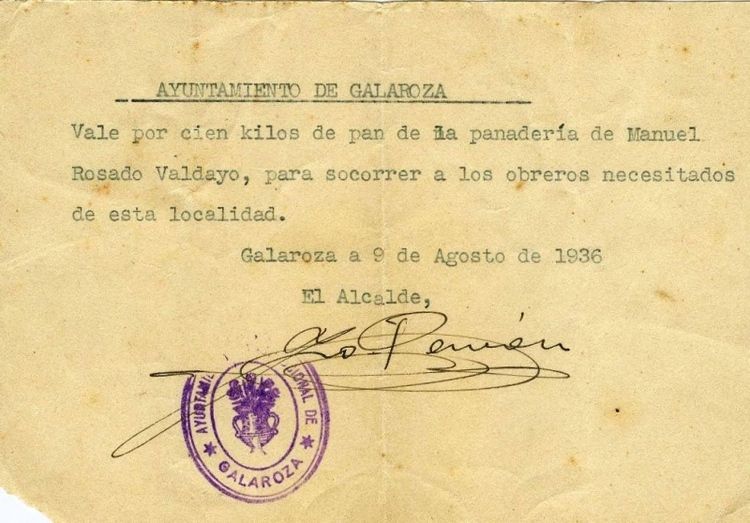 AYUNTAMIENTO DE GALAROZA
Vale por cien kilos de pan de la panadería de Manuel
Rosado Valdayo, para socorrer a los obreros necesitados
de esta localidad.
Galaroza a 9 de Agosto de 1936
El Alcalde,
GALAROZA